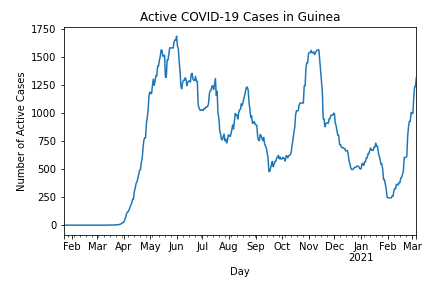 Active COVID-19 Cases in Guinea
Number of Active Cases
1750
1500
1250
1000
750
500
250
0
Feb Mar Apr May Jun Jul Aug Sep Oct Nov Dec Jan Feb Mar
2021
Day